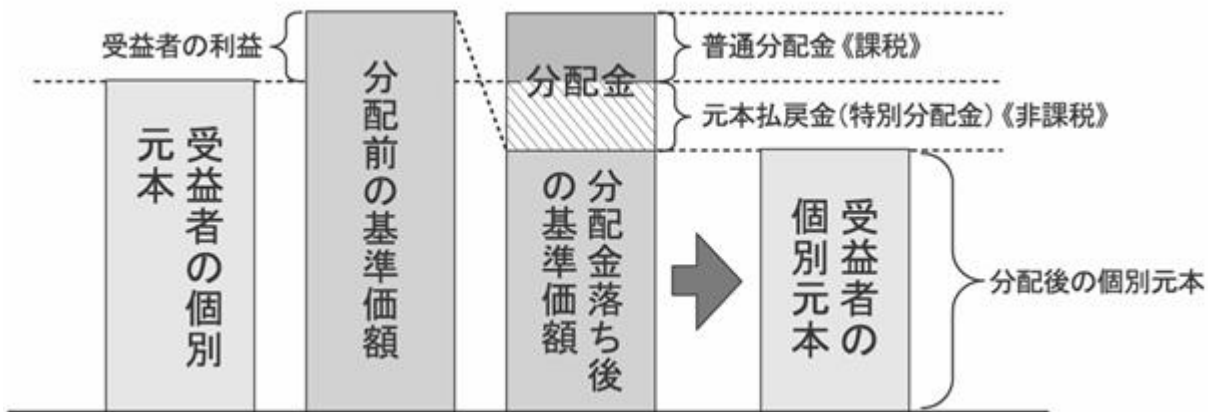 受益者の利益
受益者の個別
元本
分配前の基準価額
分配金
分配金落ち後
の基準価額
普通分配金《課税》
元本払戻金(特別分配金)《非課税》
受益者の
個別元本
分配後の個別元本